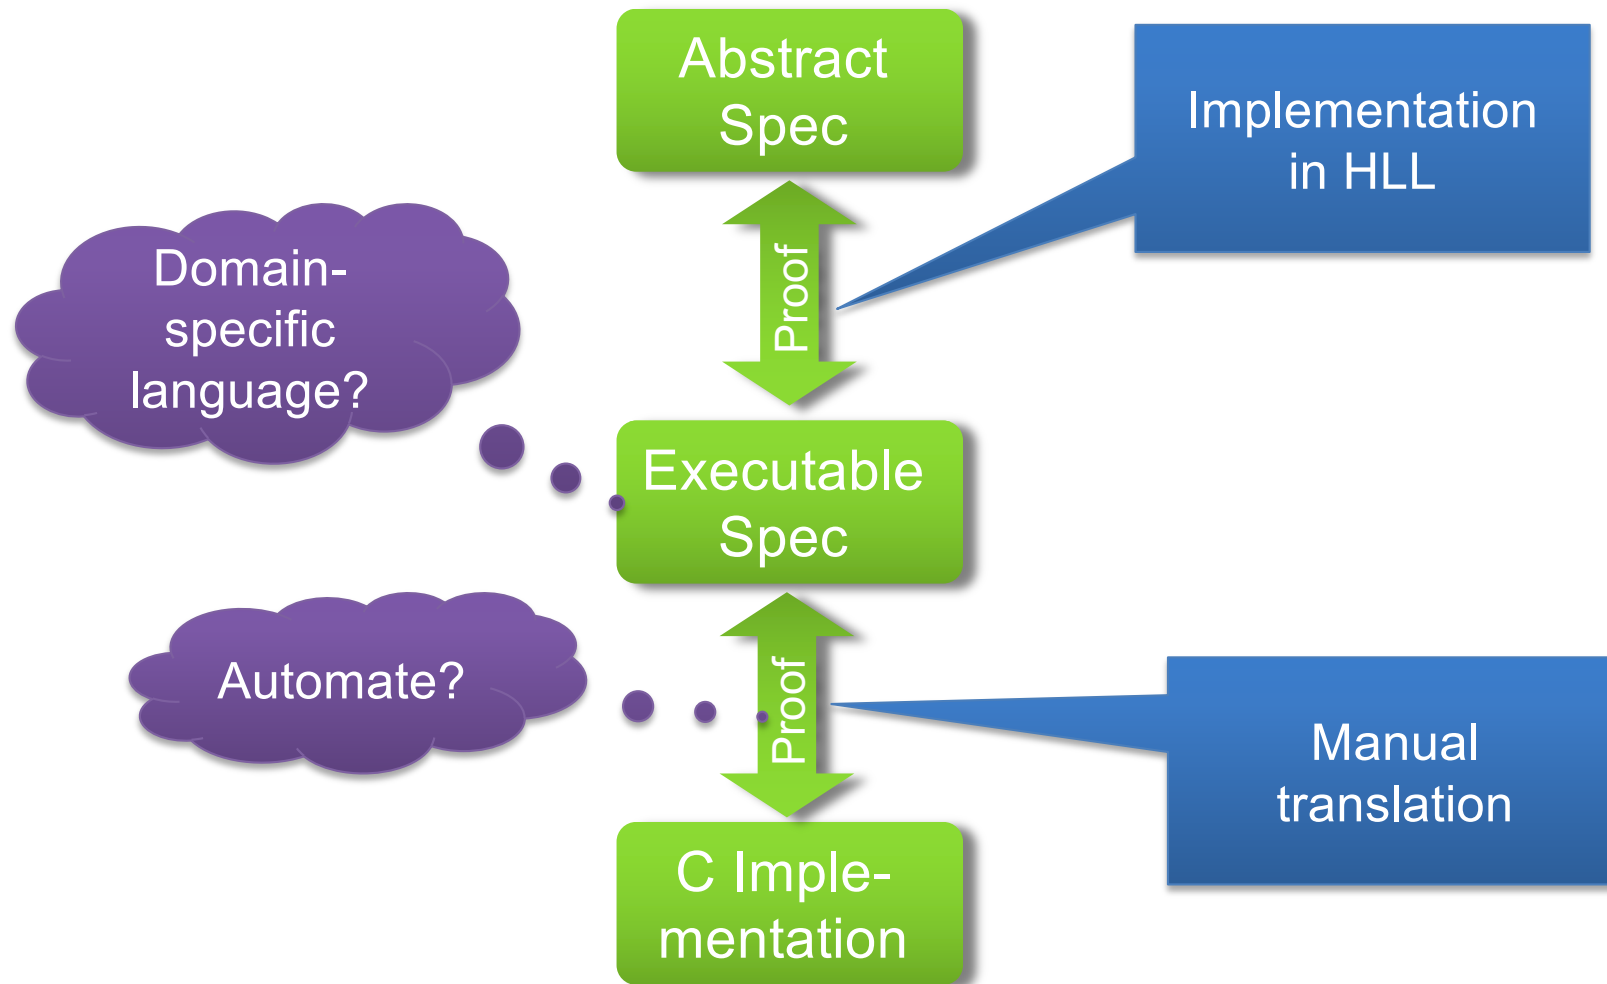 Abstract
Spec
Implementation
in HLL
Proof
Domain-
specific
language?
Executable
Spec
Automate?
Proof
Manual
translation
C Imple-
mentation